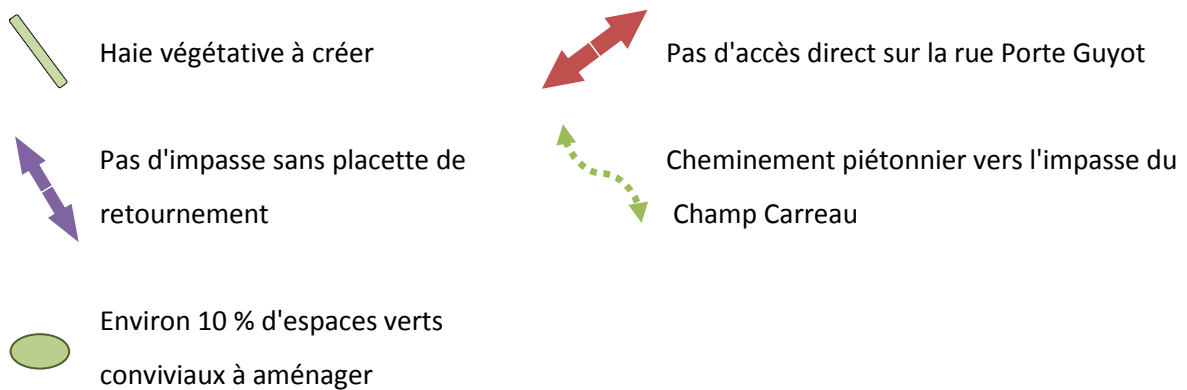 Haie végétative à créer
Pas d'impasse sans placette de
retournement
Environ 10 % d'espaces verts
conviviaux à aménager
Pas d'accès direct sur la rue Porte Guyot
Cheminement piétonnier vers l'impasse du
Champ Carreau